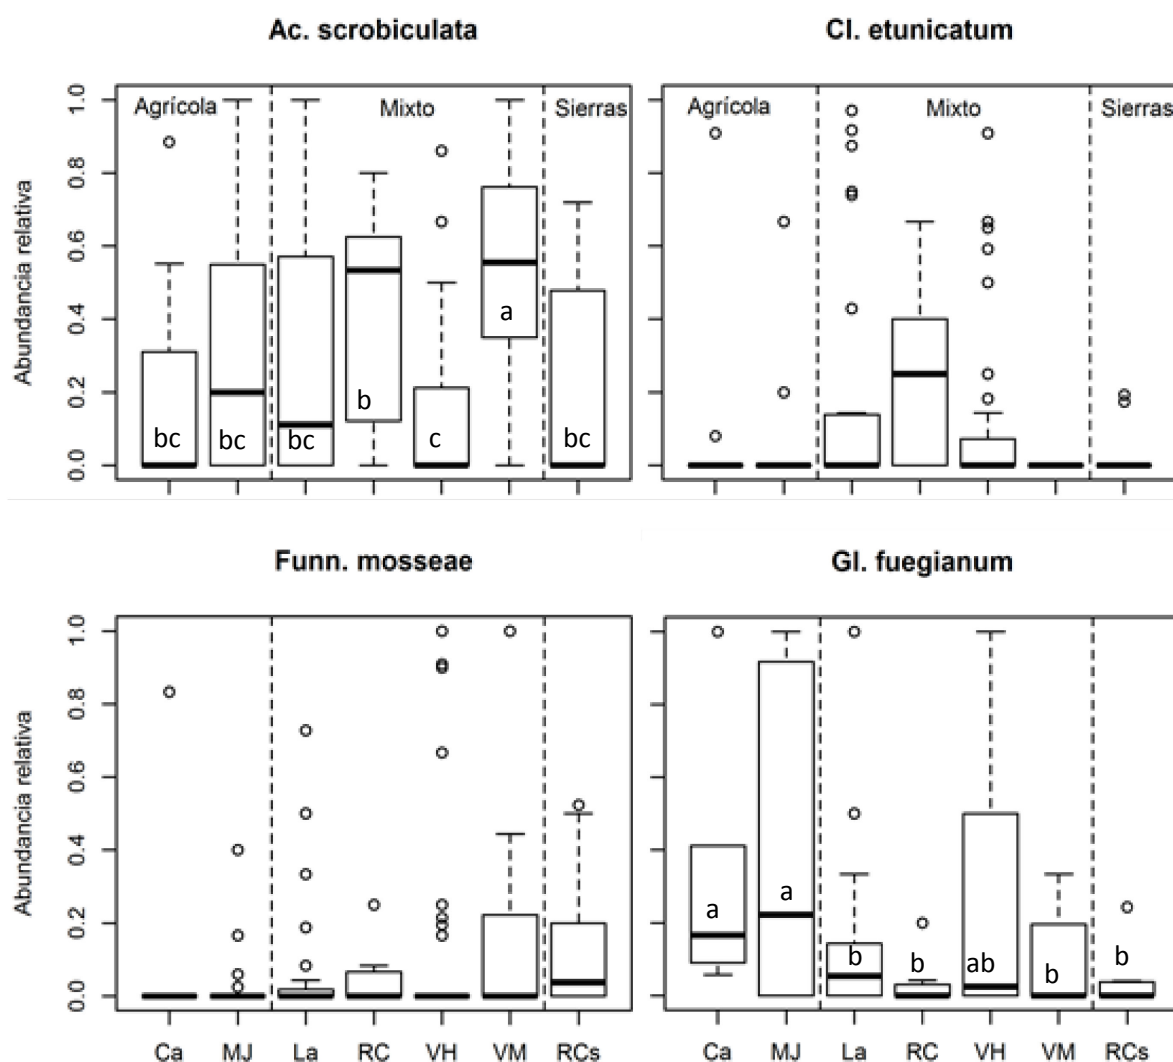 Ac. scrobiculata
Cl. etunicatum
Agrícola Mixto Sierras
Agrícola Mixto Sierras
Abundancia relativa
1.0
0.8
0.6
0.4
0.2
0.0
bc bc bc b c a bc
Funn. mosseae
Gl. fuegianum
Abundancia relativa
1.0
0.8
0.6
0.4
0.2
0.0
a a b b ab b b
Ca MJ La RC VH VM RCs
Ca MJ La RC VH VM RCs